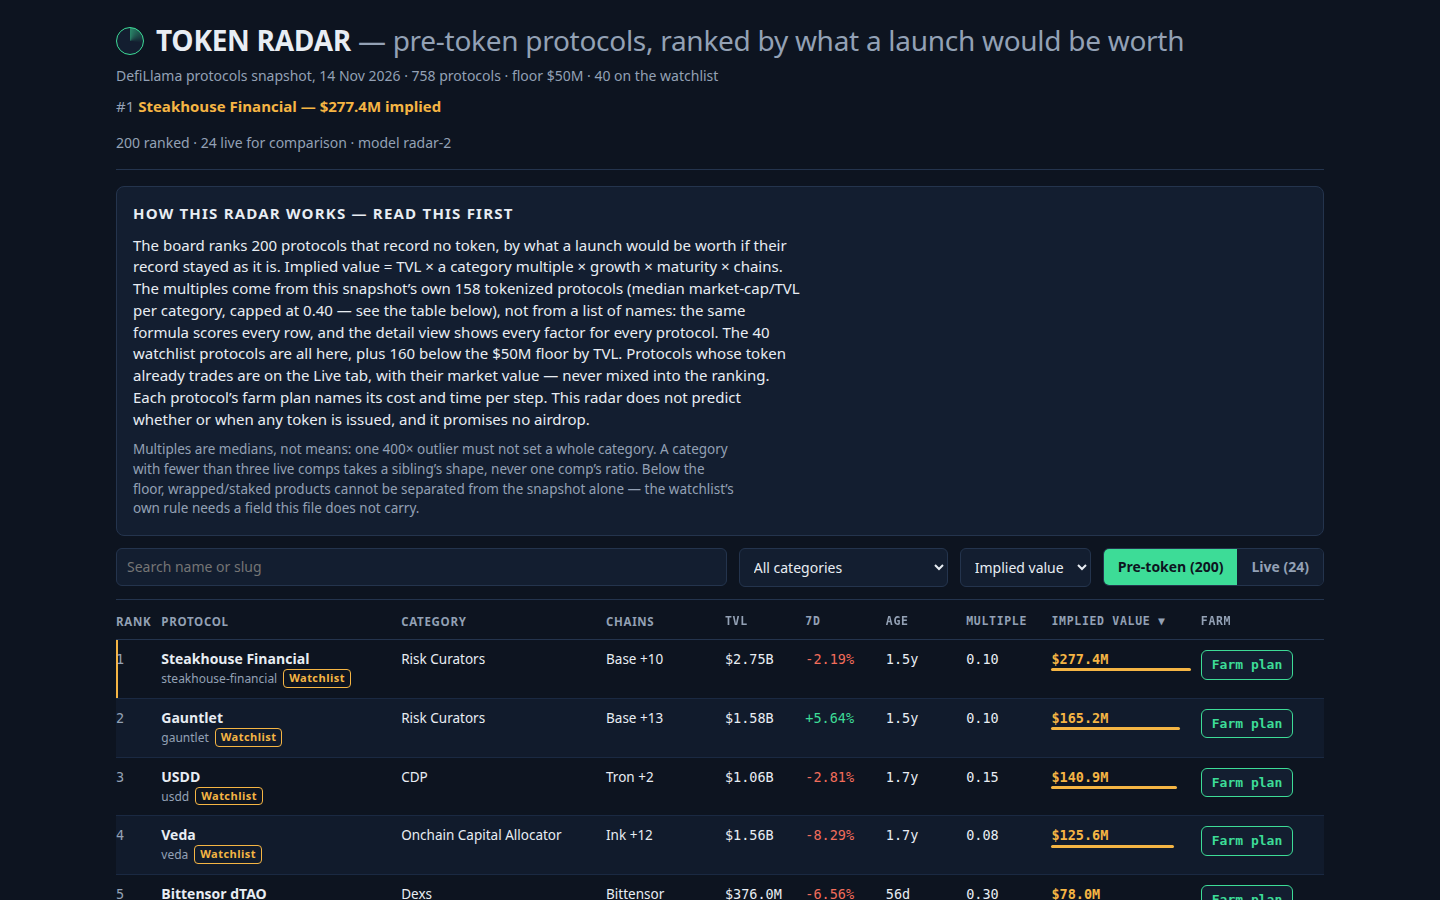 TOKEN RADAR — pre-token protocols, ranked by what a launch would be worth
DefiLlama protocols snapshot, 14 Nov 2026 · 758 protocols · floor $50M · 40 on the watchlist
#1 Steakhouse Financial — $277.4M implied
200 ranked · 24 live for comparison · model radar-2
HOW THIS RADAR WORKS — READ THIS FIRST
The board ranks 200 protocols that record no token, by what a launch would be worth if their
record stayed as it is. Implied value = TVL × a category multiple × growth × maturity × chains.
The multiples come from this snapshot's own 158 tokenized protocols (median market-cap/TVL
per category, capped at 0.40 — see the table below), not from a list of names: the same
formula scores every row, and the detail view shows every factor for every protocol. The 40
watchlist protocols are all here, plus 160 below the $50M floor by TVL. Protocols whose token
already trades are on the Live tab, with their market value — never mixed into the ranking.
Each protocol's farm plan names its cost and time per step. This radar does not predict
whether or when any token is issued, and it promises no airdrop.
Multiples are medians, not means: one 400× outlier must not set a whole category. A category
with fewer than three live comps takes a sibling's shape, never one comp's ratio. Below the
floor, wrapped/staked products cannot be separated from the snapshot alone — the watchlist's
own rule needs a field this file does not carry.
Search name or slug All categories Implied value Pre-token (200) Live (24)
RANK PROTOCOL CATEGORY CHAINS TVL 7D AGE MULTIPLE IMPLIED VALUE ▼ FARM
1 Steakhouse Financial Risk Curators Base +10 $2.75B -2.19% 1.5y 0.10 $277.4M Farm plan
steakhouse-financial Watchlist
2 Gauntlet Risk Curators Base +13 $1.58B +5.64% 1.5y 0.10 $165.2M Farm plan
gauntlet Watchlist
3 USDD CDP Tron +2 $1.06B -2.81% 1.7y 0.15 $140.9M Farm plan
usdd Watchlist
4 Veda Onchain Capital Allocator Ink +12 $1.56B -8.29% 1.7y 0.08 $125.6M Farm plan
veda Watchlist
5 Bittensor dTAO Dexs Bittensor $376.0M -6.56% 56d 0.30 $78.0M Farm plan